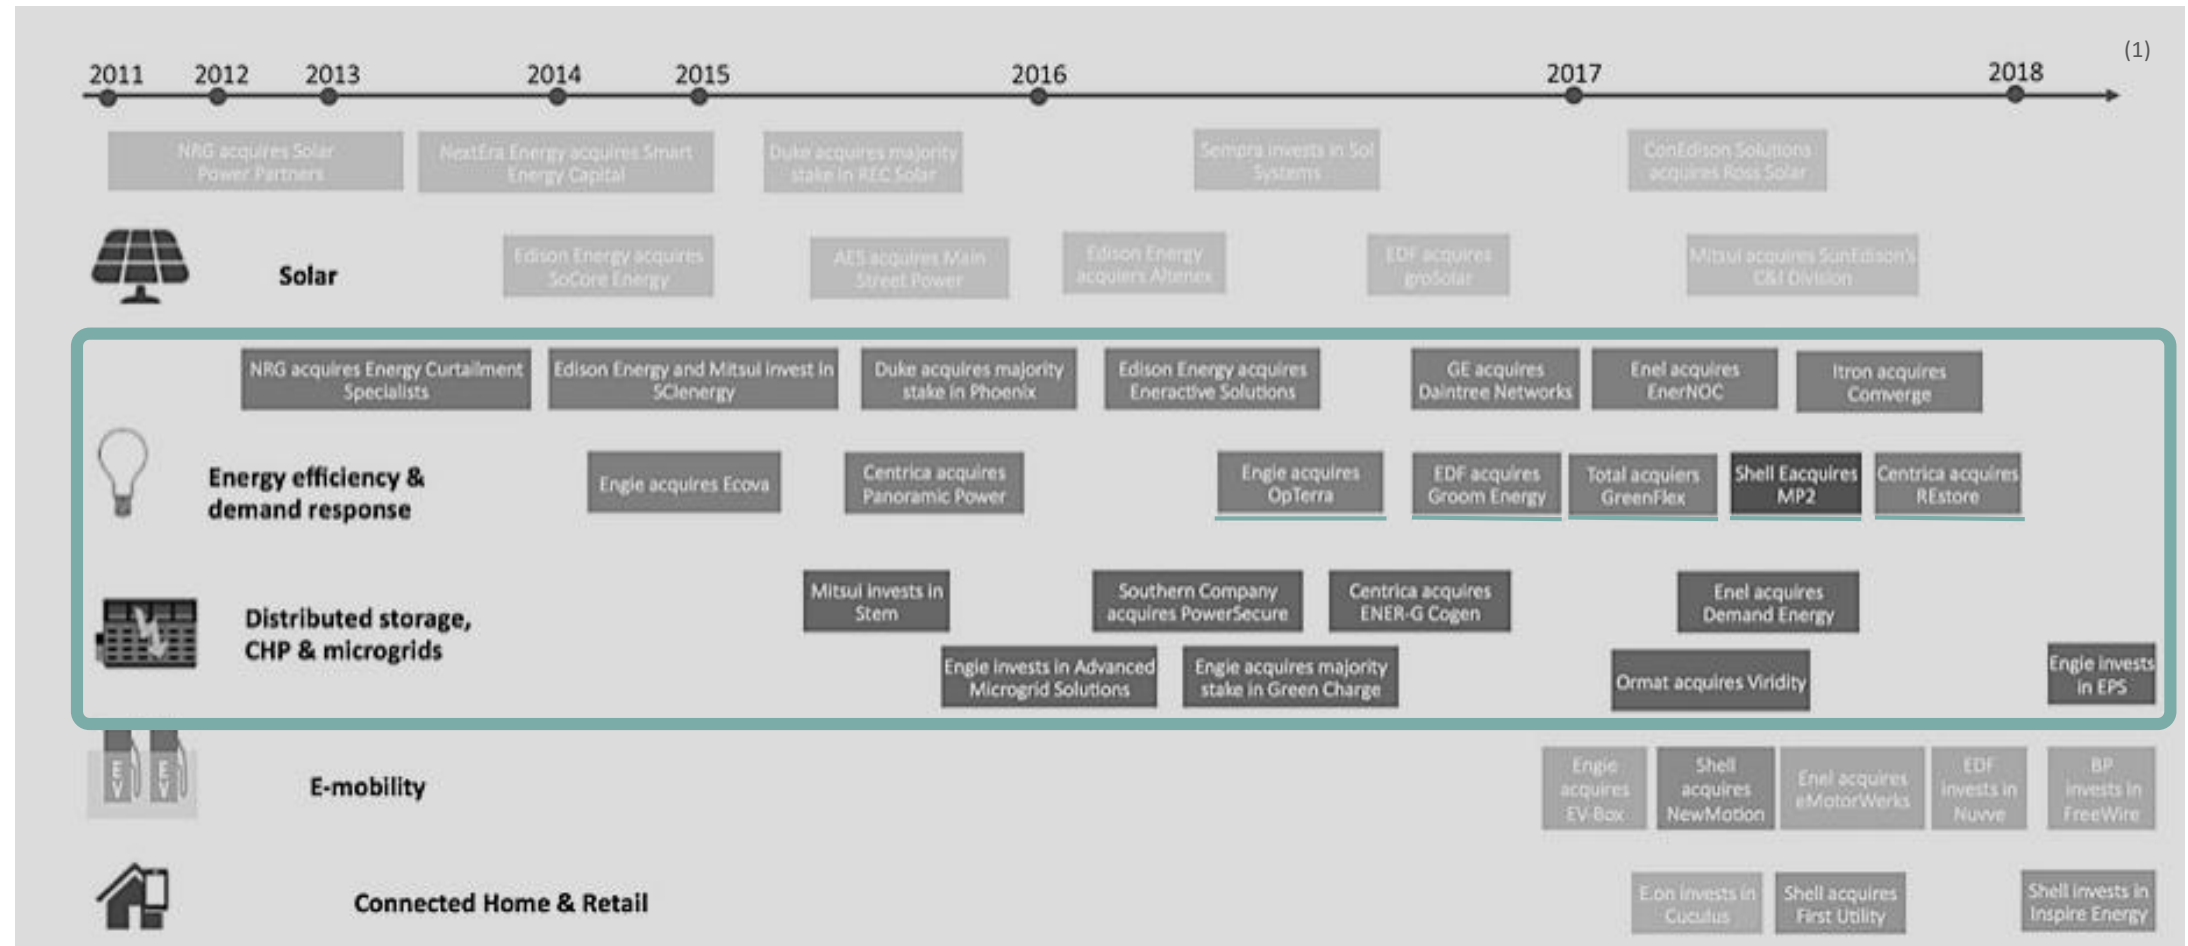 (1)
2011 2012 2013 2014 2015 2016 2017 2018
NRG acquires Solar
Power Partners
NextEra Energy acquires Smart
Energy Capital
Duke acquires majority
stake in REC Solar
Sempra invests in Sol
Systems
ConEdison Solutions
acquires Ross Solar
Solar
Edison Energy acquires
SoCore Energy
AES acquires Main
Street Power
Edison Energy
acquiers Altenex
EDF acquires
groSolar
Mitsui acquires SunEdison's
C&I Division
NRG acquires Energy Curtailment
Specialists
Edison Energy and Mitsui invest in
SCIenergy
Duke acquires majority
stake in Phoenix
Edison Energy acquires
Eneractive Solutions
GE acquires
Daintree Networks
Enel acquires
EnerNOC
Itron acquires
Comverge
Energy efficiency &
demand response
Engie acquires Ecova
Centrica acquires
Panoramic Power
Engie acquires
OpTerra
EDF acquires
Groom Energy
Total acquiers
GreenFlex
Shell Eacquires
MP2
Centrica acquires
REstore
Distributed storage,
CHP & microgrids
Mitsui invests in
Stem
Southern Company
acquires PowerSecure
Centrica acquires
ENER-G Cogen
Enel acquires
Demand Energy
Engie invests in Advanced
Microgrid Solutions
Engie acquires majority
stake in Green Charge
Ormat acquires Viridity
Engie invests
in EPS
EV EV
E-mobility
Engie
acquires
EV-Box
Shell
acquires
NewMotion
Enel acquires
eMotorWerks
EDF
invests in
Nuvve
BP
invests in
FreeWire
Connected Home & Retail
E.on invests in
Cuculus
Shell acquires
First Utility
Shell invests in
Inspire Energy